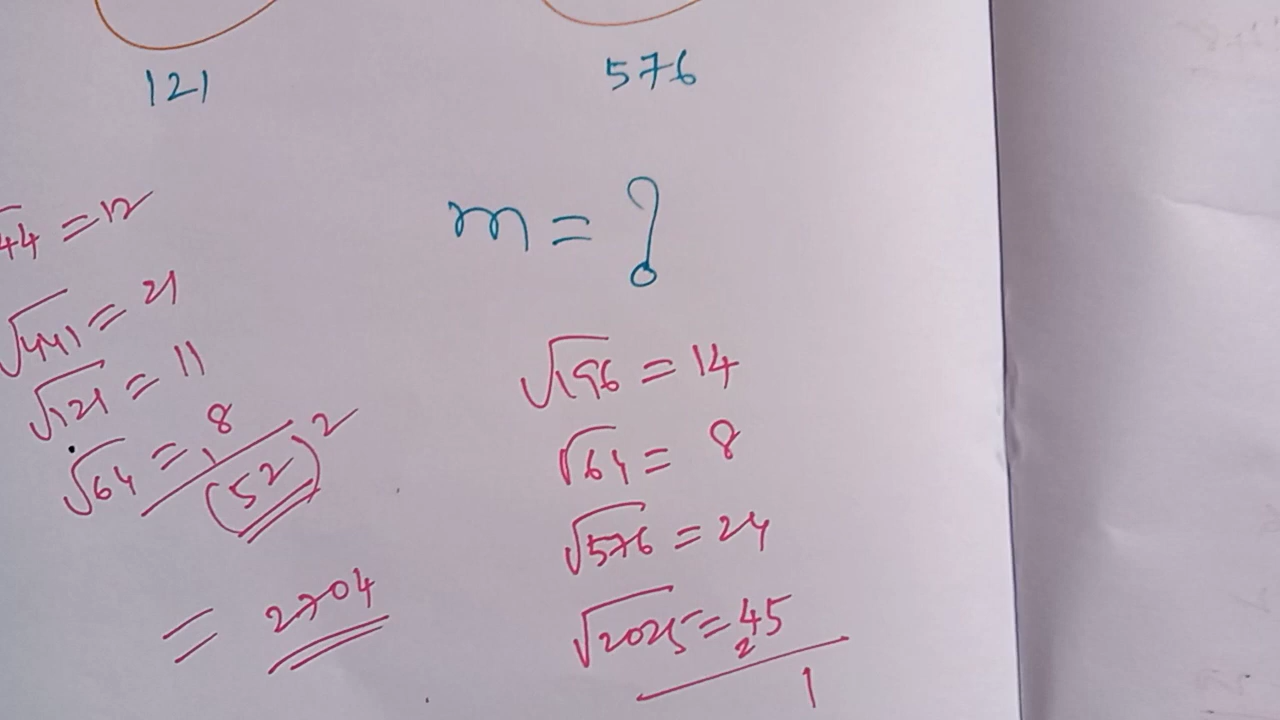 121
576
m = ?
44 = 12
√441 = 21
√121 = 11
√64 = 8
(52)²
= 2704
√196 = 14
√64 = 8
√576 = 24
√2025 = 45
2
1